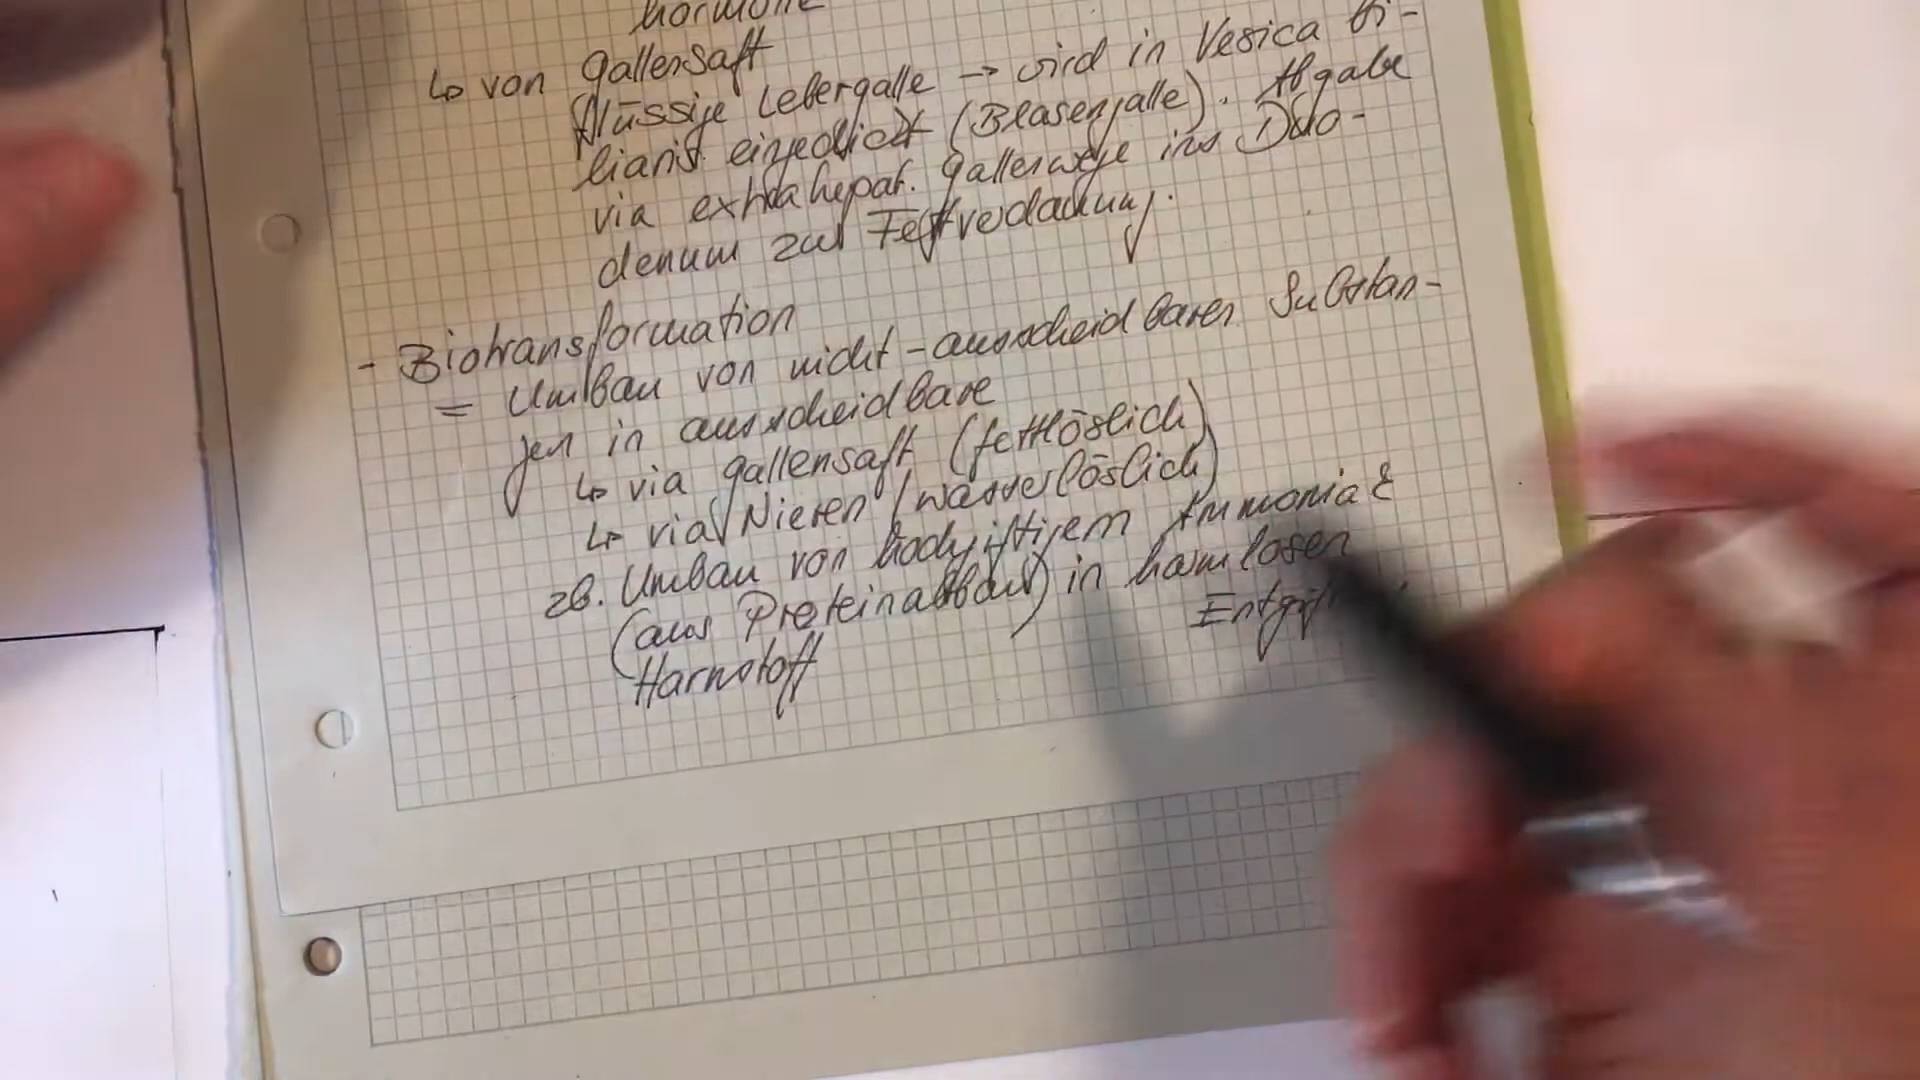 hormone
↳ von Gallensaft
flüssige Lebergalle → wird in Vesica bi-
liaris eingedickt (Blasengalle). Abgabe
via extrahepat. Gallenwege ins Duo-
denum zur Fettverdauung.
- Biotransformation
= Umbau von nicht-ausscheidbaren Substan-
zen in ausscheidbare
↳ via Gallensaft (fettlöslich)
↳ via Nieren (wasserlöslich)
zB. Umbau von hochgiftigem Ammoniak
(aus Proteinabbau) in harmlosen
Harnstoff